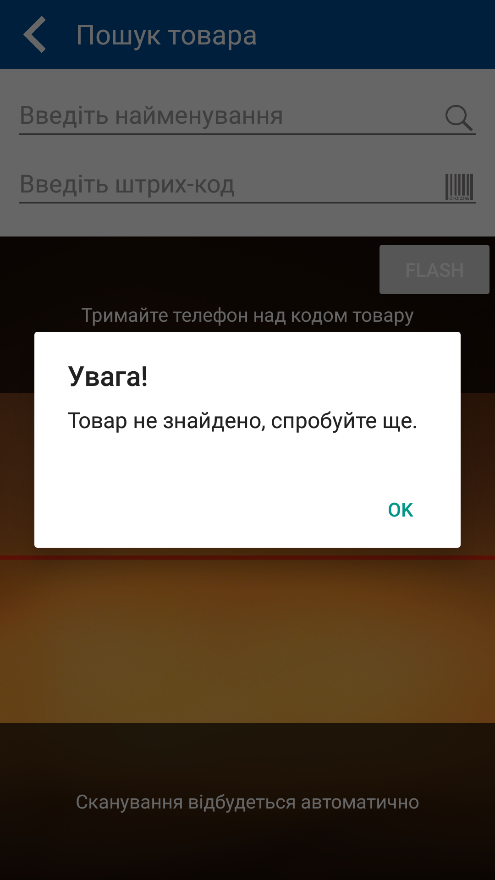 Пошук товара
Введіть найменування
Введіть штрих-код
FLASH
Тримайте телефон над кодом товару
Увага!
Товар не знайдено, спробуйте ще.
OK
Сканування відбудеться автоматично